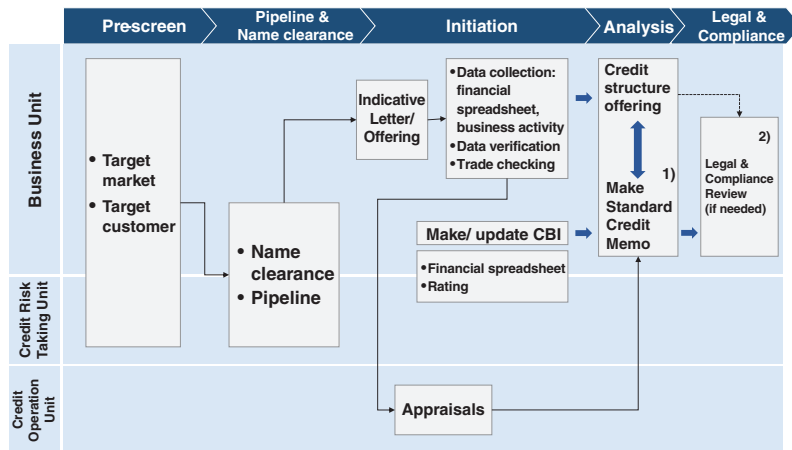 Pre-screen
Pipeline &
Name clearance
Initiation
Analysis
Legal &
Compliance
Business Unit
Credit Risk
Taking Unit
Credit
Operation
Unit
• Target
market
• Target
customer
• Name
clearance
• Pipeline
Indicative
Letter/
Offering
•Data collection:
financial
spreadsheet,
business activity
•Data verification
•Trade checking
Make/ update CBI
•Financial spreadsheet
•Rating
Appraisals
Credit
structure
offering
1)
Make
Standard
Credit
Memo
2)
Legal &
Compliance
Review
(if needed)